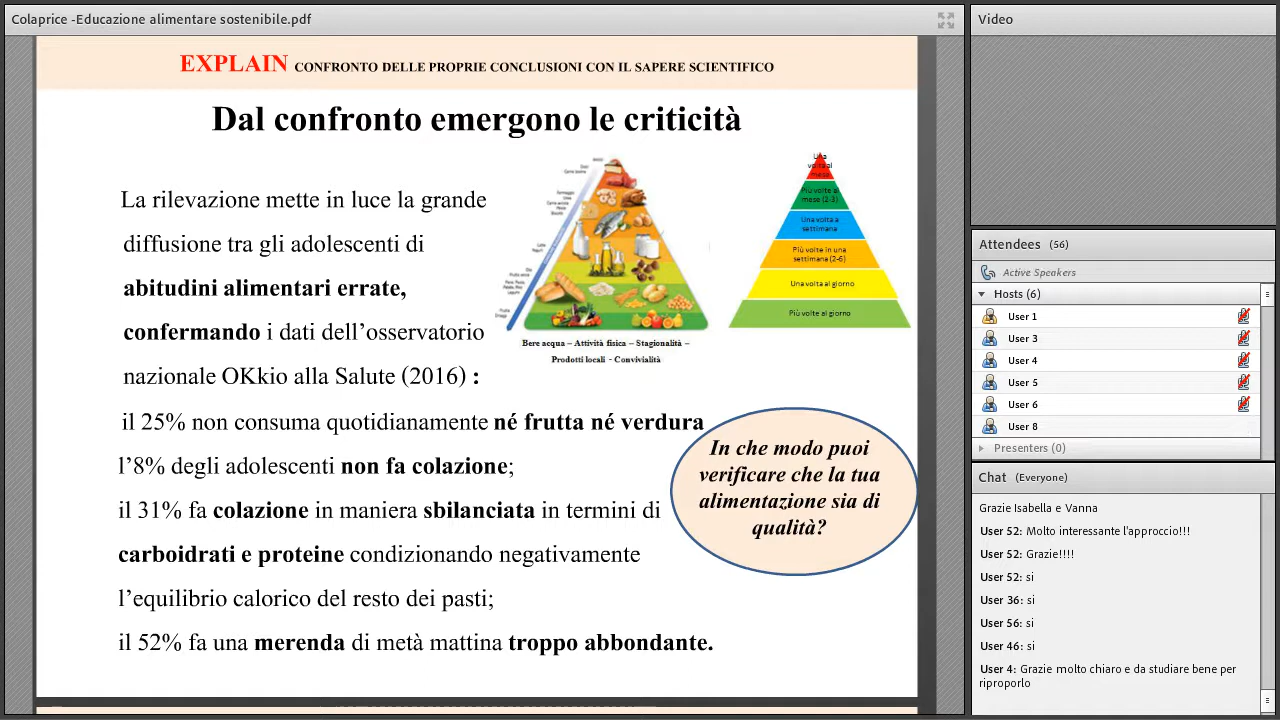 Colaprice -Educazione alimentare sostenibile.pdf
EXPLAIN CONFRONTO DELLE PROPRIE CONCLUSIONI CON IL SAPERE SCIENTIFICO
Dal confronto emergono le criticità
La rilevazione mette in luce la grande
diffusione tra gli adolescenti di
abitudini alimentari errate,
confermando i dati dell’osservatorio
nazionale OKkio alla Salute (2016) :
il 25% non consuma quotidianamente né frutta né verdura
l’8% degli adolescenti non fa colazione;
il 31% fa colazione in maniera sbilanciata in termini di
carboidrati e proteine condizionando negativamente
l’equilibrio calorico del resto dei pasti;
il 52% fa una merenda di metà mattina troppo abbondante.
Bere acqua – Attività fisica – Stagionalità –
Prodotti locali - Convivialità
Una
volta al
mese
Più volte al
mese (2-3)
Una volta a
settimana
Più volte in una
settimana (2-6)
Una volta al giorno
Più volte al giorno
In che modo puoi
verificare che la tua
alimentazione sia di
qualità?
Video
Attendees (56)
Active Speakers
Hosts (6)
User 1
User 3
User 4
User 5
User 6
User 8
Presenters (0)
Chat (Everyone)
Grazie Isabella e Vanna
User 52: Molto interessante l'approccio!!!
User 52: Grazie!!!!
User 52: si
User 36: si
User 56: si
User 46: si
User 4: Grazie molto chiaro e da studiare bene per
riproporlo